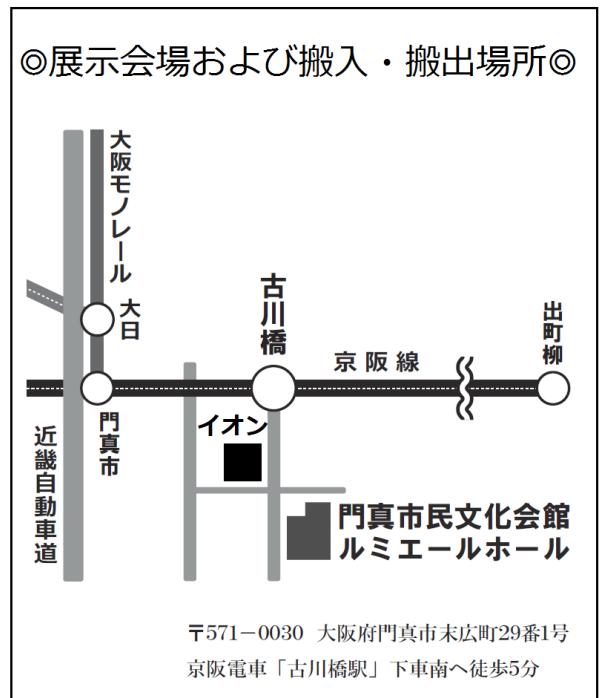 ◎展示会場および搬入・搬出場所◎
大阪モノレール
大日
古川橋
出町柳
京阪線
門真市
イオン
近畿自動車道
門真市民文化会館
ルミエールホール
〒571－0030 大阪府門真市末広町29番1号
京阪電車「古川橋駅」下車南へ徒歩5分